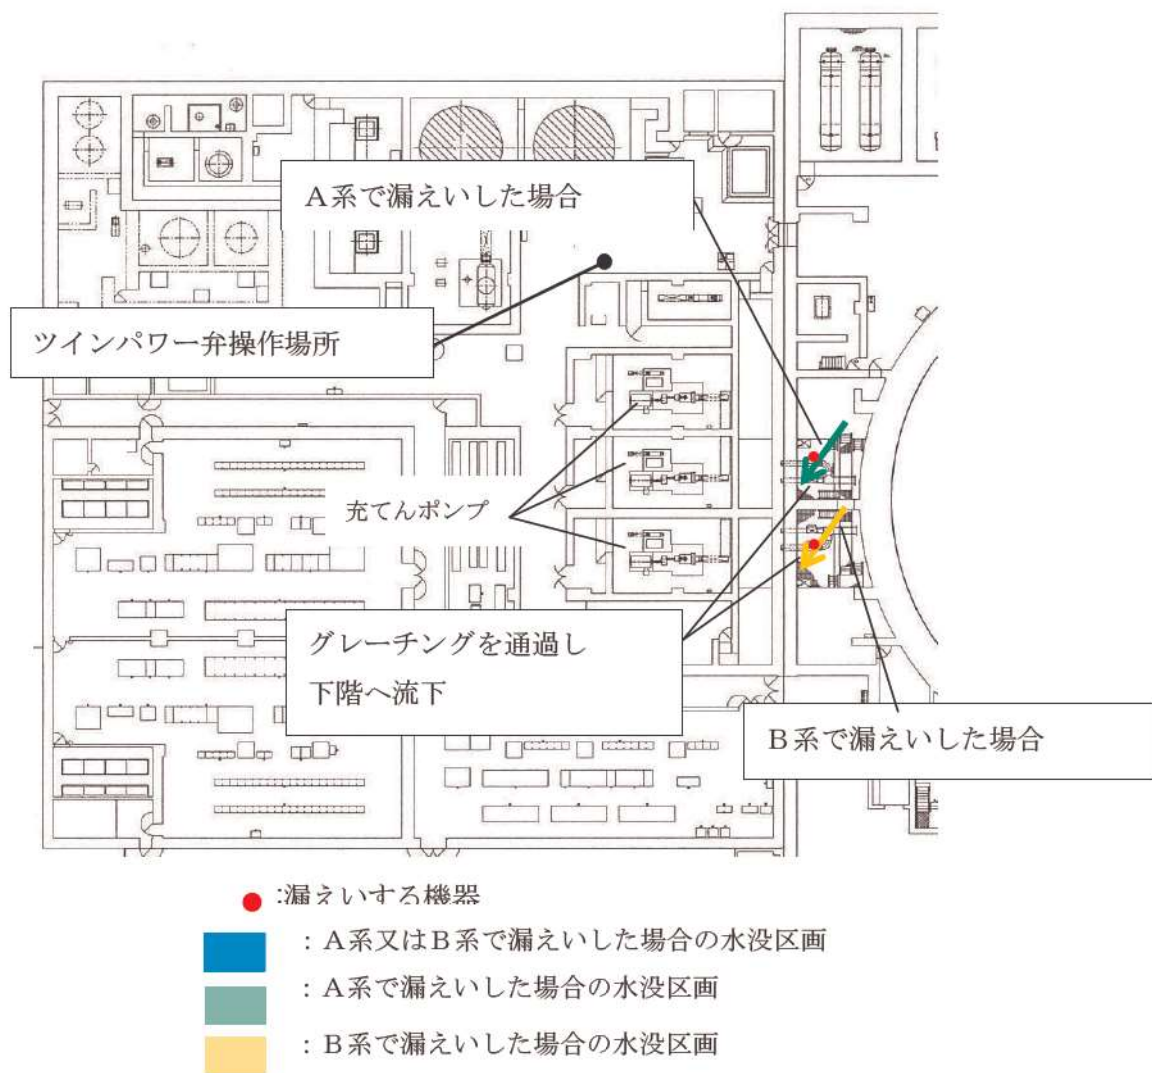 A系で漏えいした場合
ツインパワー弁操作場所
充てんポンプ
グレーチングを通過し
下階へ流下
B系で漏えいした場合
:漏えいする機器
:A系又はB系で漏えいした場合の水没区画
:A系で漏えいした場合の水没区画
:B系で漏えいした場合の水没区画